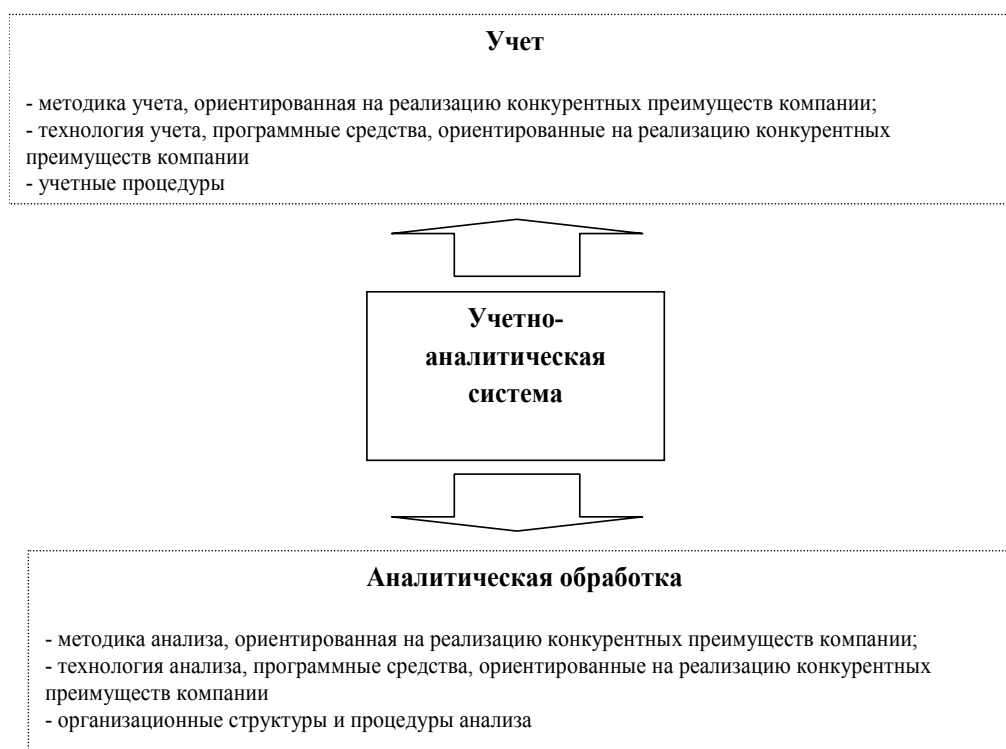 Учет
- методика учета, ориентированная на реализацию конкурентных преимуществ компании;
- технология учета, программные средства, ориентированные на реализацию конкурентных
преимуществ компании
- учетные процедуры
Учетно-
аналитическая
система
Аналитическая обработка
- методика анализа, ориентированная на реализацию конкурентных преимуществ компании;
- технология анализа, программные средства, ориентированные на реализацию конкурентных
преимуществ компании
- организационные структуры и процедуры анализа